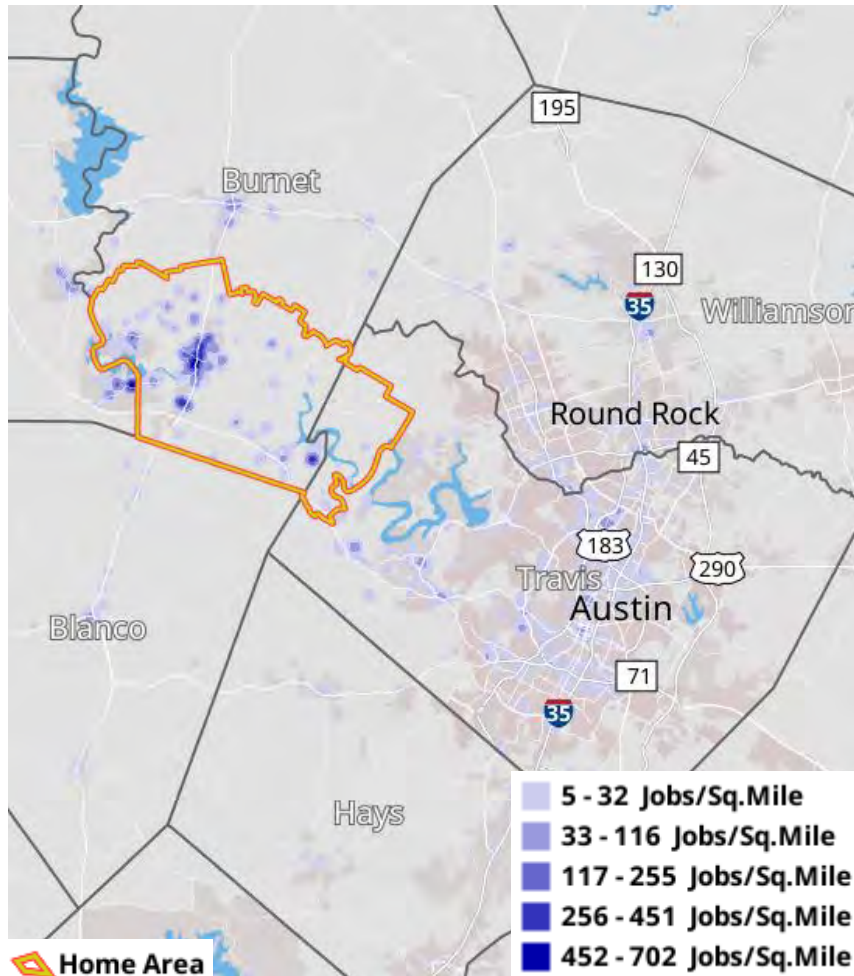 195
Burnet
130
35
Williamson
Round Rock
45
183
290
Travis
Austin
Blanco
71
35
Hays
5 - 32 Jobs/Sq.Mile
33 - 116 Jobs/Sq.Mile
117 - 255 Jobs/Sq.Mile
256 - 451 Jobs/Sq.Mile
452 - 702 Jobs/Sq.Mile
Home Area